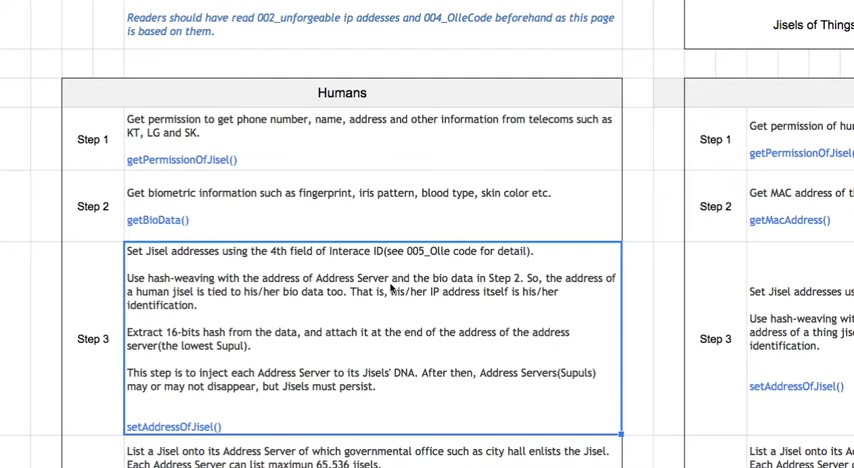 Readers should have read 002_unforgeable ip addesses and 004_OlleCode beforehand as this page
is based on them.
Jisels of Things
Humans
Step 1
Get permission to get phone number, name, address and other information from telecoms such as
KT, LG and SK.
getPermissionOfJisel()
Step 1
Get permission of
getPermissionOfJisel(
Step 2
Get biometric information such as fingerprint, iris pattern, blood type, skin color etc.
getBioData()
Step 2
Get MAC address of
getMacAddress()
Step 3
Set Jisel addresses using the 4th field of Interace ID(see 005_Olle code for detail).
Use hash-weaving with the address of Address Server and the bio data in Step 2. So, the address of
a human jisel is tied to his/her bio data too. That is, his/her IP address itself is his/her
identification.
Extract 16-bits hash from the data, and attach it at the end of the address of the address
server(the lowest Supul).
This step is to inject each Address Server to its Jisels' DNA. After then, Address Servers(Supuls)
may or may not disappear, but Jisels must persist.
setAddressOfJisel()
Step 3
Set Jisel addresses
Use hash-weaving
address of a thing
identification.
setAddressOfJisel()
List a Jisel onto its Address Server of which governmental office such as city hall enlists the Jisel.
Each Address Server can list maximun 65,536 jisels.
List a Jisel onto its
Each Address Server